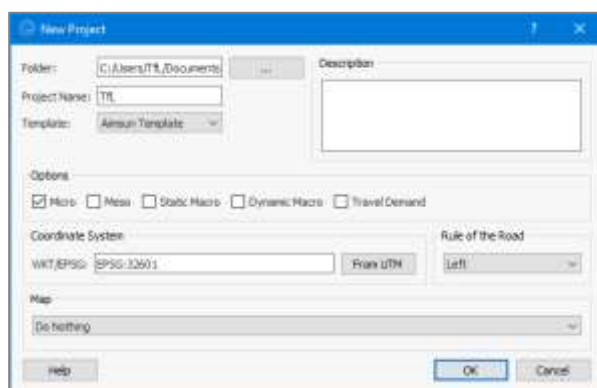 New Project
Folder: C:/Users/TfL/Documents ... Description
Project Name: TfL
Template: Aimsun Template
Options
Micro Meso Static Macro Dynamic Macro Travel Demand
Coordinate System Rule of the Road
WKT/EPSG: EPSG:32601 From UTM Left
Map
Do Nothing
Help OK Cancel